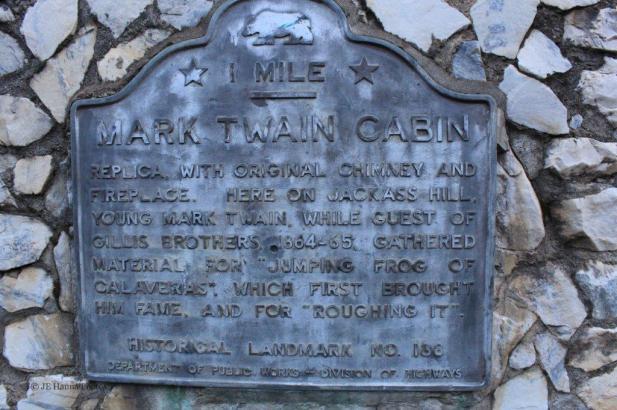 1 MILE
MARK TWAIN CABIN
REPLICA, WITH ORIGINAL CHIMNEY AND
FIREPLACE. HERE ON JACKASS HILL,
YOUNG MARK TWAIN, WHILE GUEST OF
GILLIS BROTHERS, 1864-65, GATHERED
MATERIAL FOR "JUMPING FROG OF
CALAVERAS", WHICH FIRST BROUGHT
HIM FAME, AND FOR "ROUGHING IT".
HISTORICAL LANDMARK NO. 138
DEPARTMENT OF PUBLIC WORKS - DIVISION OF HIGHWAYS
© JE